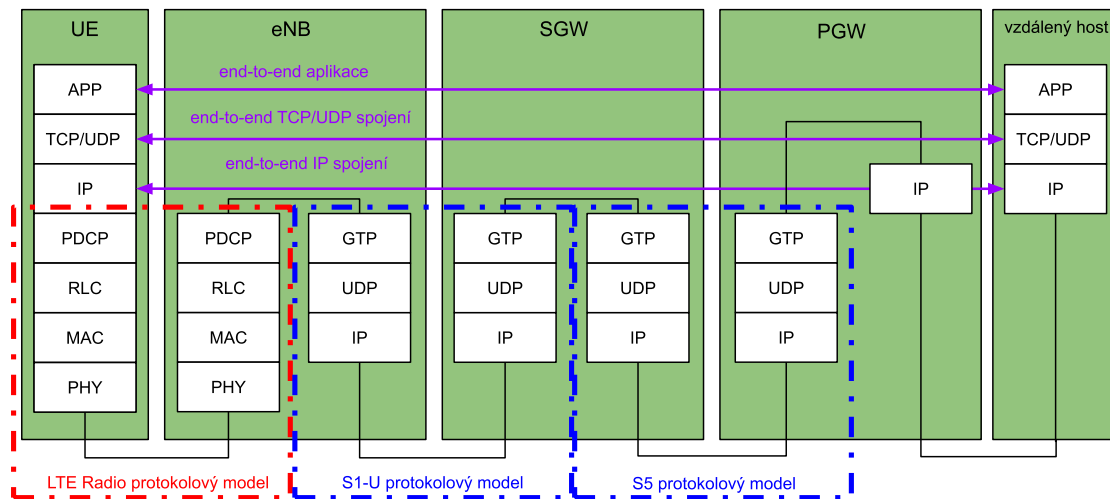 UE
eNB
SGW
PGW
vzdálený host
end-to-end aplikace
APP
APP
end-to-end TCP/UDP spojení
TCP/UDP
TCP/UDP
end-to-end IP spojení
IP
IP
IP
PDCP
PDCP
GTP
GTP
GTP
GTP
RLC
RLC
UDP
UDP
UDP
UDP
MAC
MAC
IP
IP
IP
IP
PHY
PHY
LTE Radio protokolový model
S1-U protokolový model
S5 protokolový model